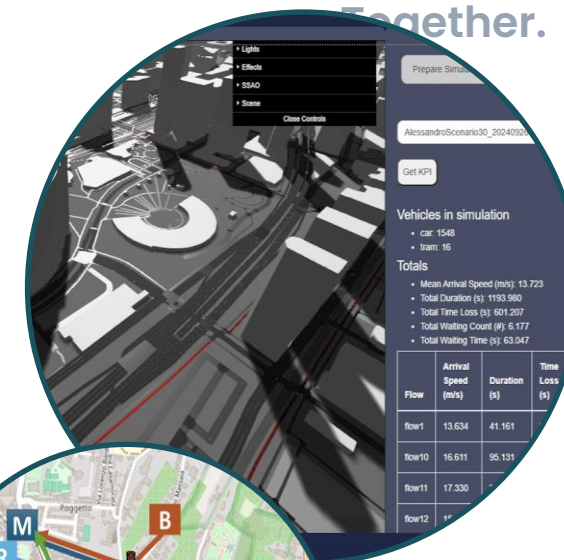 Together.
Lights
Effects
SSAO
Scene
Close Controls
Prepare
AlessandroScenario30_202409
Get KPI
Vehicles in simulation
car: 1548
tram: 16
Totals
Mean Arrival Speed (m/s): 13.723
Total Duration (s): 1193.980
Total Time Loss (s): 601.207
Total Waiting Count (#): 6.177
Total Waiting Time (s): 63.047
Flow Arrival Speed (m/s) Duration (s) Time Loss (s)
flow1 13.634 41.161
flow10 16.611 95.131
flow11 17.330
flow12
Poggetto
M
B